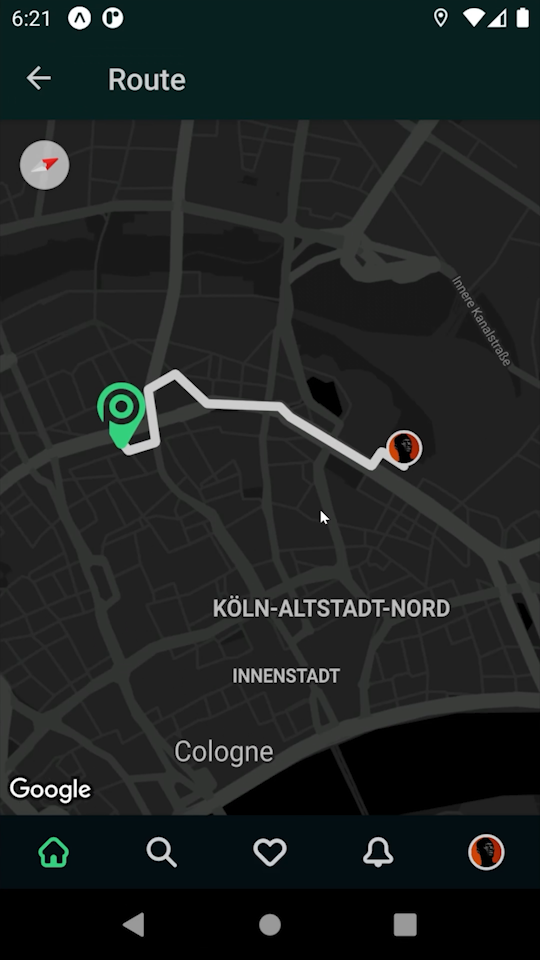 6:21
Route
Innere Kanalstraße
KÖLN-ALTSTADT-NORD
INNENSTADT
Cologne
Google